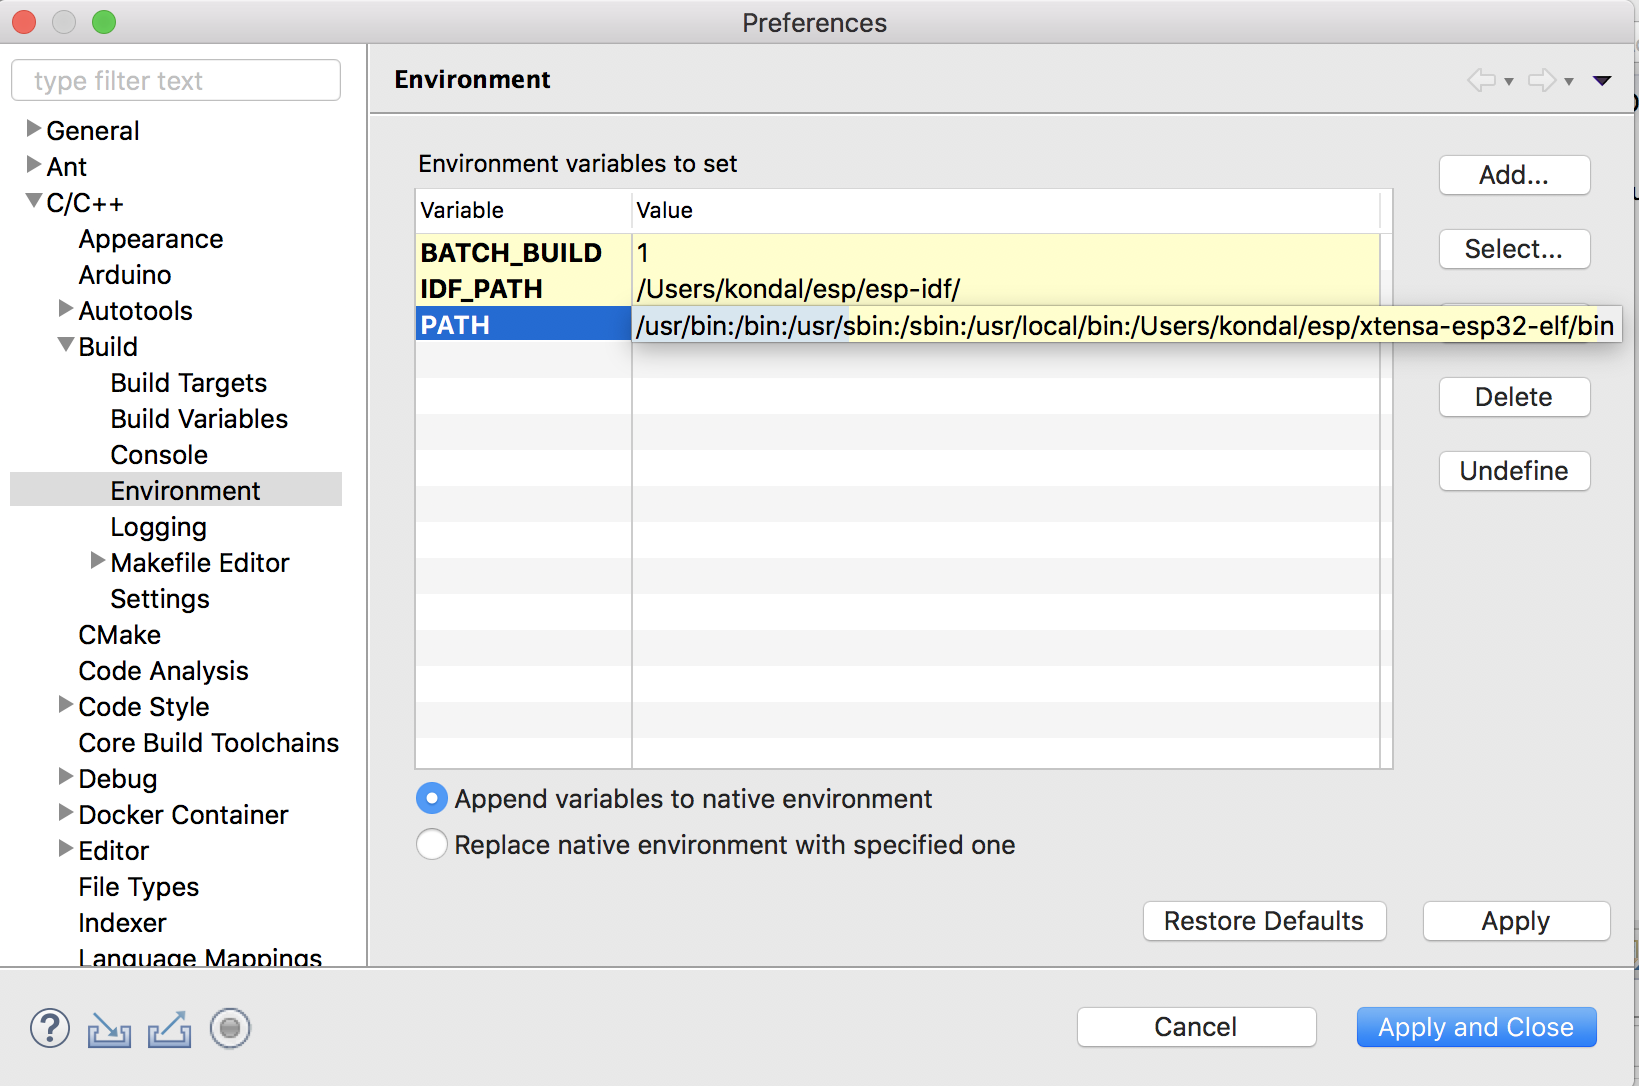 Preferences
type filter text
General
Ant
C/C++
Appearance
Arduino
Autotools
Build
Build Targets
Build Variables
Console
Environment
Logging
Makefile Editor
Settings
CMake
Code Analysis
Code Style
Core Build Toolchains
Debug
Docker Container
Editor
File Types
Indexer
Language Mappings
Environment
Environment variables to set
Variable Value
BATCH_BUILD 1
IDF_PATH /Users/kondal/esp/esp-idf/
PATH /usr/bin:/bin:/usr/sbin:/sbin:/usr/local/bin:/Users/kondal/esp/xtensa-esp32-elf/bin
Add...
Select...
Delete
Undefine
Append variables to native environment
Replace native environment with specified one
Restore Defaults Apply
? Cancel Apply and Close